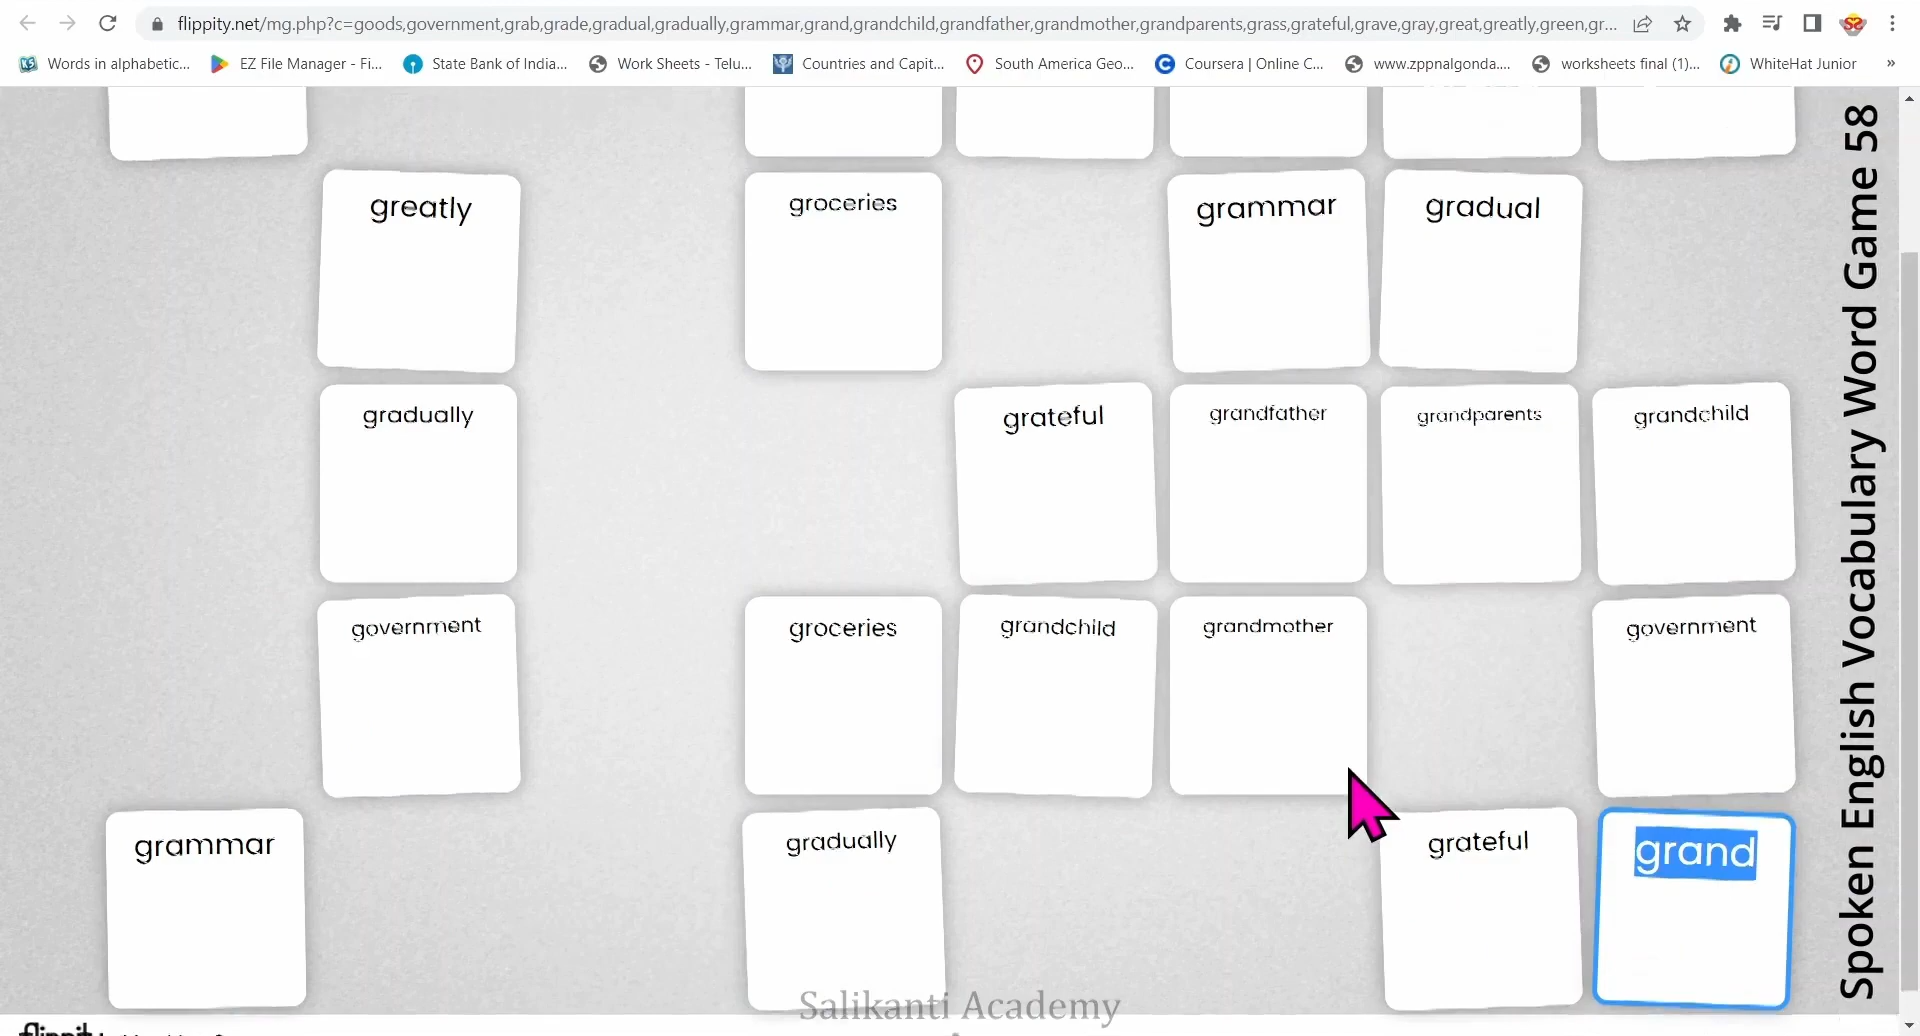 flippity.net/mg.php?c=goods,government,grab,grade,gradual,gradually,grammar,grand,grandchild,grandfather,grandmother,grandparents,grass,grateful,grave,gray,great,greatly,green,gr...
Words in alphabetic... EZ File Manager - Fi... State Bank of India... Work Sheets - Telu... Countries and Capit... South America Geo... Coursera | Online C... www.zppnalgonda.... worksheets final (1)... WhiteHat Junior »
greatly groceries grammar gradual
gradually grateful grandfather grandparents grandchild
government groceries grandchild grandmother government
grammar gradually grateful grand
Spoken English Vocabulary Word Game 58
Salikanti Academy
flippity